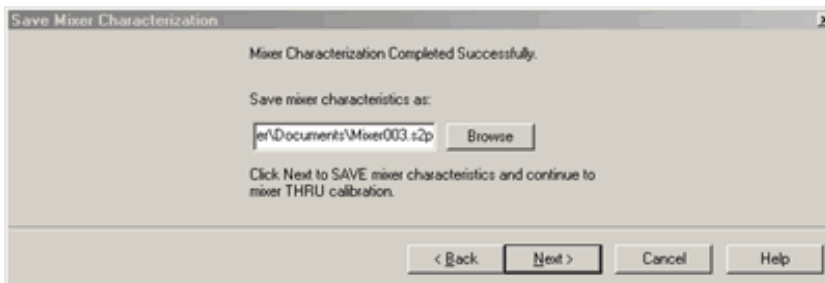 Save Mixer Characterization
Mixer Characterization Completed Successfully.
Save mixer characteristics as:
er\Documents\Mixer003.s2p
Browse
Click Next to SAVE mixer characteristics and continue to
mixer THRU calibration.
< Back
Next >
Cancel
Help